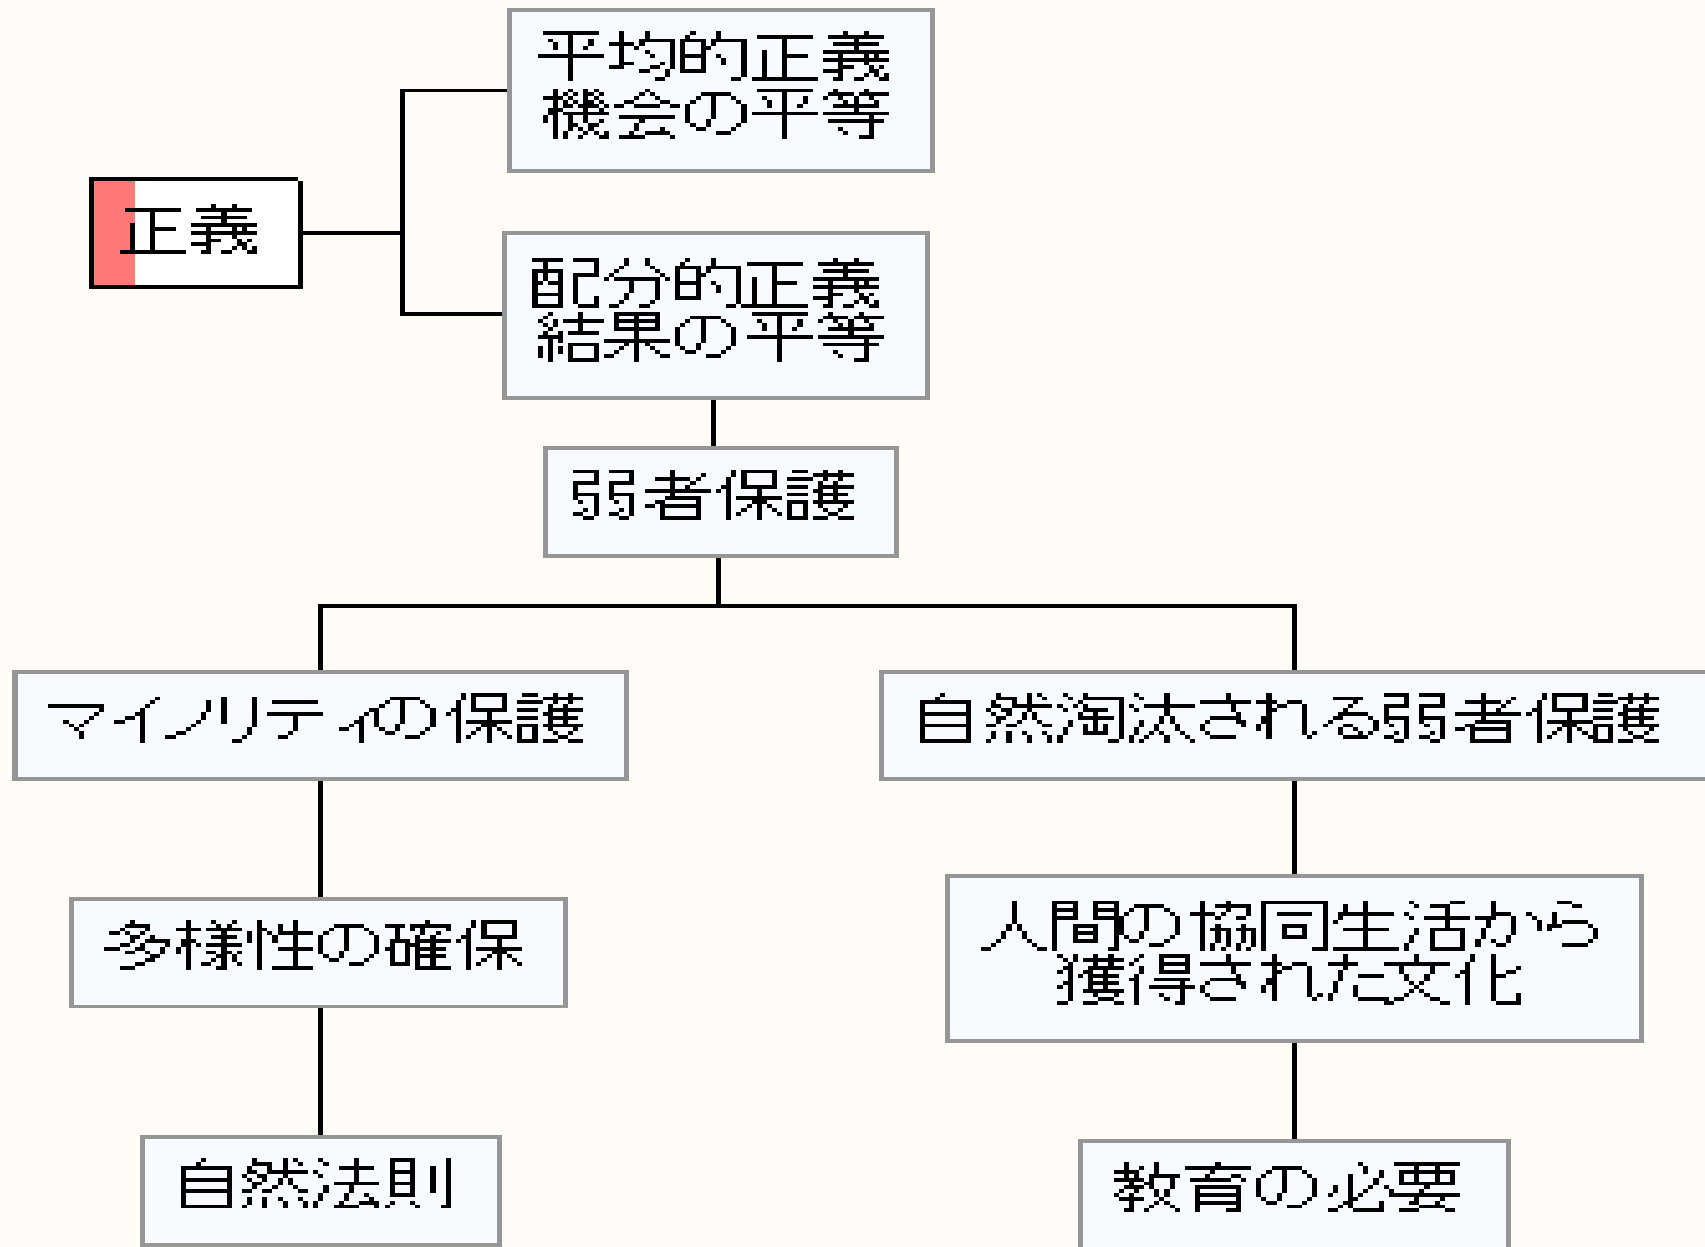 平均的正義
機会の平等
正義
配分的正義
結果の平等
弱者保護
マイノリティの保護
自然淘汰される弱者保護
多様性の確保
人間の協同生活から
獲得された文化
自然法則
教育の必要